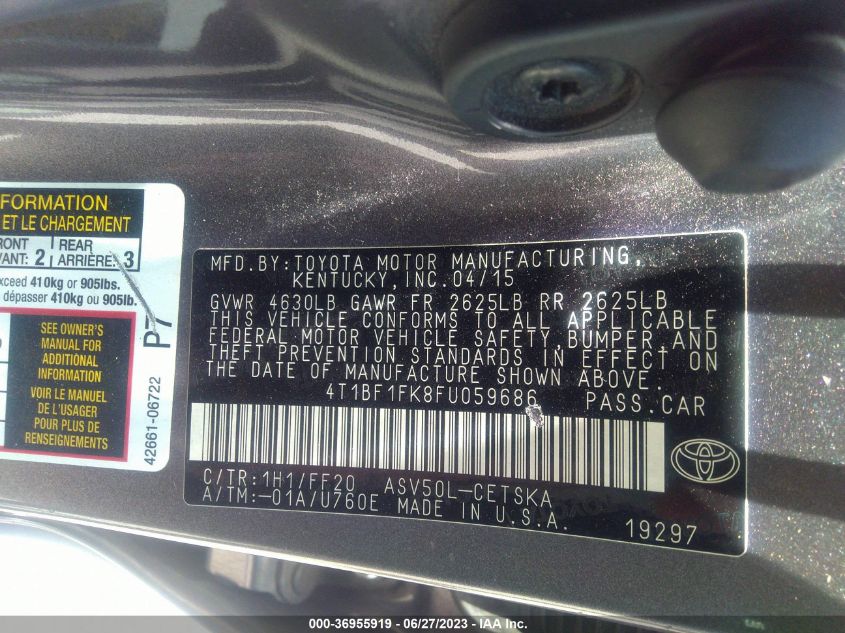 FORMATION
ET LE CHARGEMENT
RONT
VANT: 2
REAR
ARRIÈRE: 3
exceed 410kg or 905lbs.
dépasser 410kg ou 905lb.
SEE OWNER'S
MANUAL FOR
ADDITIONAL
INFORMATION
VOIR LE MANUEL
DE L'USAGER
POUR PLUS DE
RENSEIGNEMENTS
P7
42661-06722
MFD.BY:TOYOTA MOTOR MANUFACTURING,
KENTUCKY, INC.04/15
GVWR 4630LB GAWR FR 2625LB RR 2625LB
THIS VEHICLE CONFORMS TO ALL APPLICABLE
FEDERAL MOTOR VEHICLE SAFETY,BUMPER,AND
THEFT PREVENTION STANDARDS IN EFFECT ON
THE DATE OF MANUFACTURE SHOWN ABOVE.
4T1BF1FK8FU059686 PASS.CAR
C/TR:1H1/FF20 ASV50L-CETSKA
A/TM:-01A/U760E MADE IN U.S.A.
19297
000-36955919 / 06/27/2023 - IAA Inc.